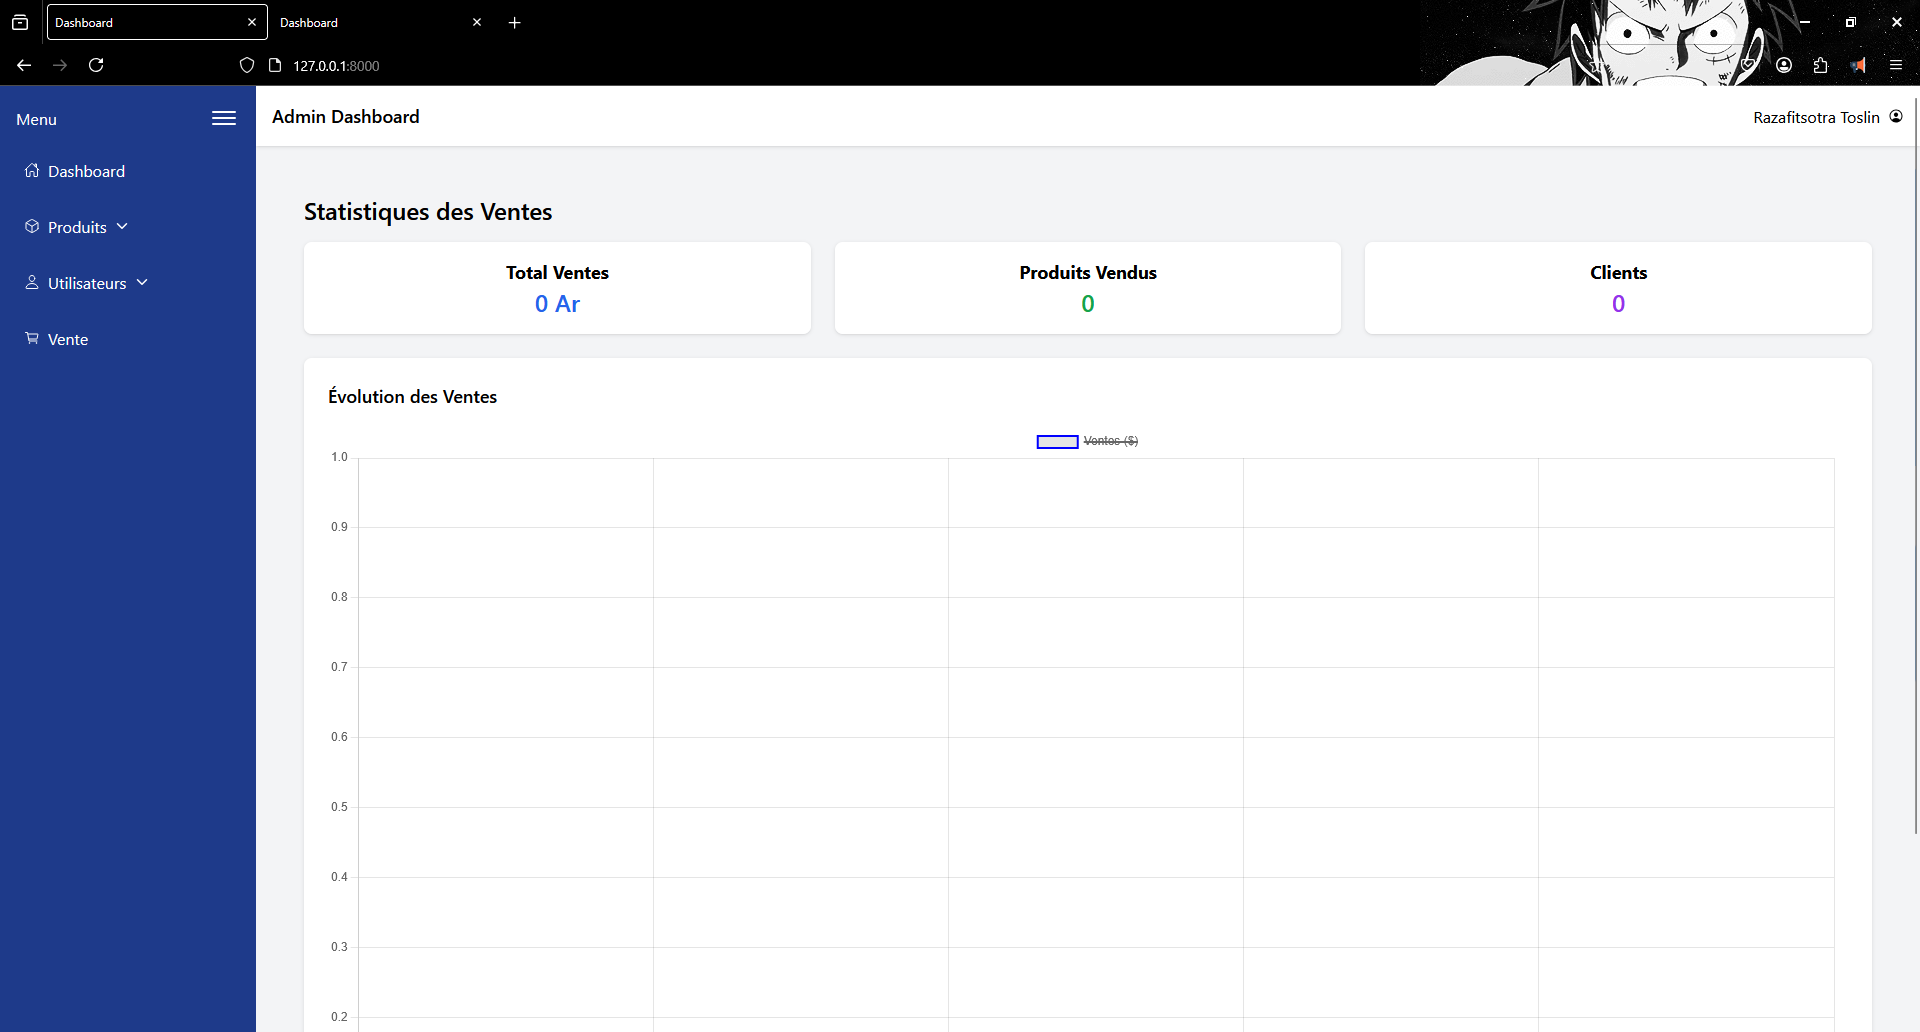 Dashboard
Dashboard
127.0.0.1:8000
Menu
Admin Dashboard
Razafitsotra Toslin
Dashboard
Produits
Utilisateurs
Vente
Statistiques des Ventes
Total Ventes
0 Ar
Produits Vendus
0
Clients
0
Évolution des Ventes
Ventes ($)
1.0
0.9
0.8
0.7
0.6
0.5
0.4
0.3
0.2